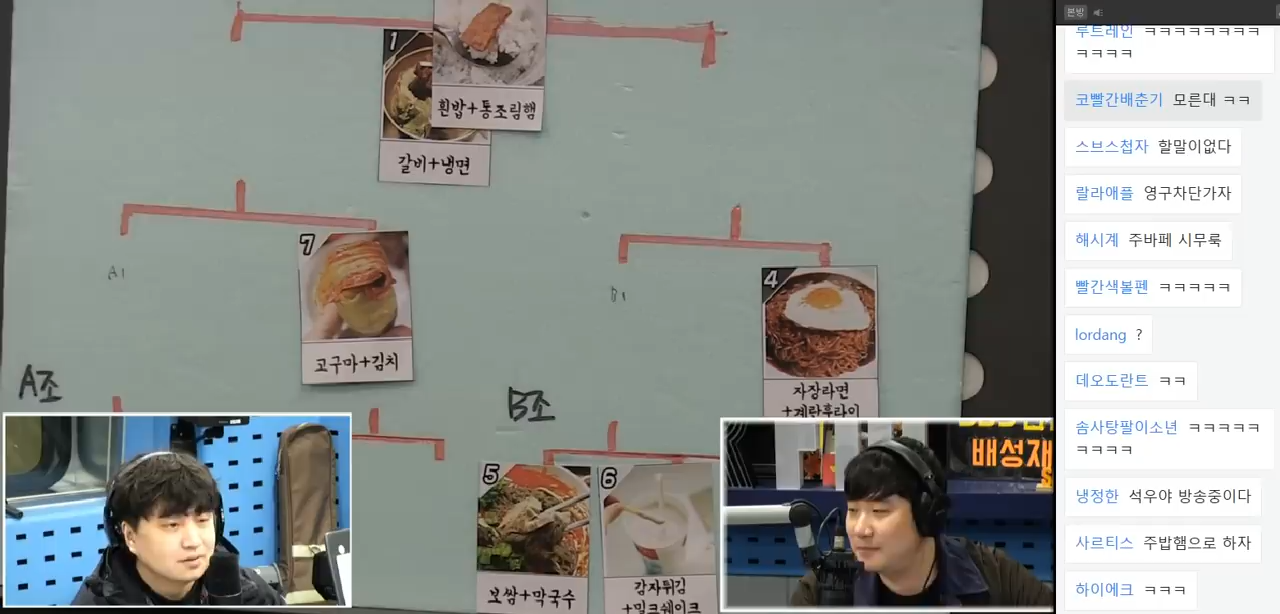 1
흰밥+통조림햄
갈비+냉면
A1
7
고구마+김치
B1
4
자장라면
+계란후라이
A조
B조
5
보쌈+막국수
6
감자튀김
+밀크쉐이크
배성재
본방
루트레인 ㅋㅋㅋㅋㅋㅋㅋㅋ
ㅋㅋㅋㅋ
코빨간배춘기 모른대 ㅋㅋ
스브스첩자 할말이없다
랄라애플 영구차단가자
해시계 주바페 시무룩
빨간색볼펜 ㅋㅋㅋㅋㅋ
lordang ?
데오도란트 ㅋㅋ
솜사탕팔이소년 ㅋㅋㅋㅋㅋ
ㅋㅋㅋㅋ
냉정한 석우야 방송중이다
사르티스 주밥햄으로 하자
하이에크 ㅋㅋㅋ